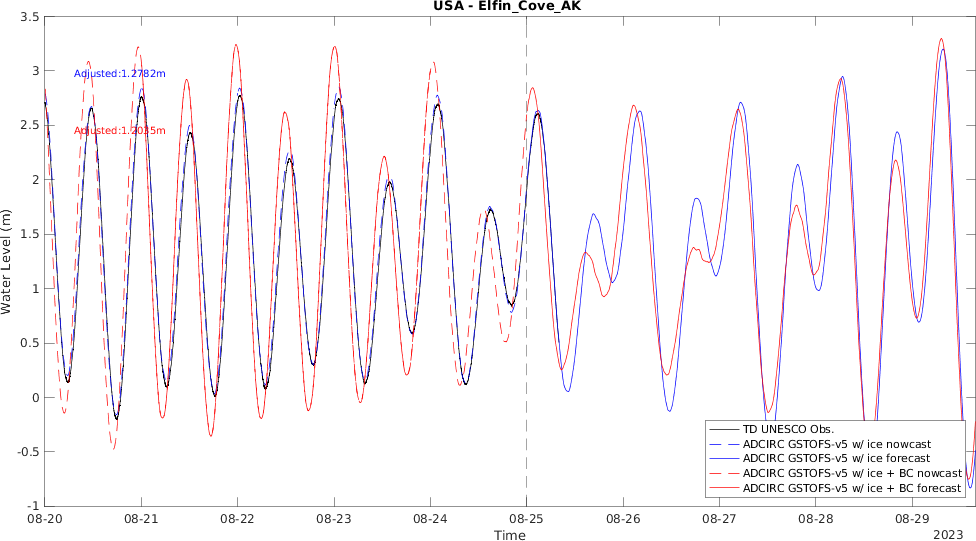 USA - Elfin_Cove_AK
3.5
3
2.5
2
1.5
1
0.5
0
-0.5
-1
Water Level (m)
Adjusted:1.2782m
Adjusted:1.2035m
TD UNESCO Obs.
ADCIRC GSTOFS-v5 w/ ice nowcast
ADCIRC GSTOFS-v5 w/ ice forecast
ADCIRC GSTOFS-v5 w/ ice + BC nowcast
ADCIRC GSTOFS-v5 w/ ice + BC forecast
08-20 08-21 08-22 08-23 08-24 08-25 08-26 08-27 08-28 08-29
Time
2023